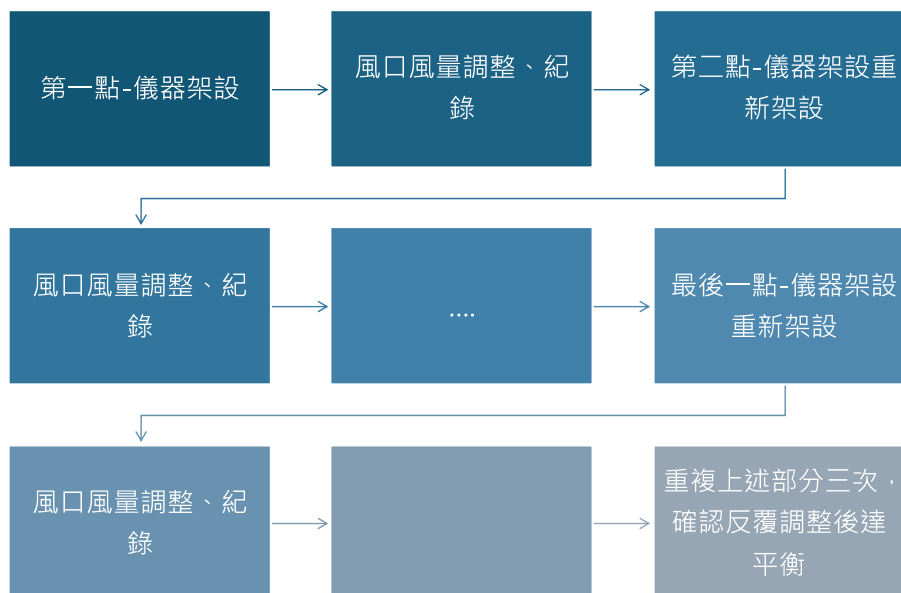 第一點-儀器架設
風口風量調整、紀
錄
第二點-儀器架設重
新架設
風口風量調整、紀
錄
....
最後一點-儀器架設
重新架設
風口風量調整、紀
錄
重複上述部分三次，
確認反覆調整後達
平衡